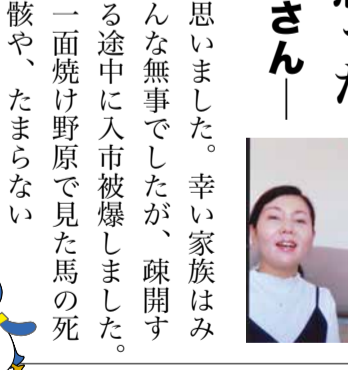 さん―
思いました。幸い家族はみ
んな無事でしたが、疎開す
る途中に入市被爆しました。
一面焼け野原で見た馬の死
骸や、たまらない